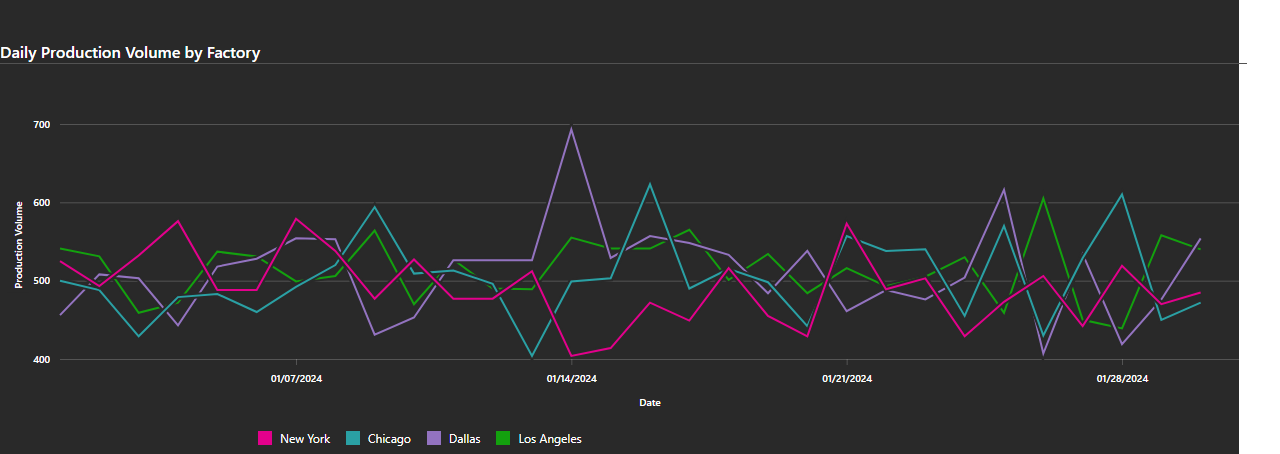 Daily Production Volume by Factory
700
600
500
400
Production Volume
01/07/2024
01/14/2024
01/21/2024
01/28/2024
Date
New York
Chicago
Dallas
Los Angeles